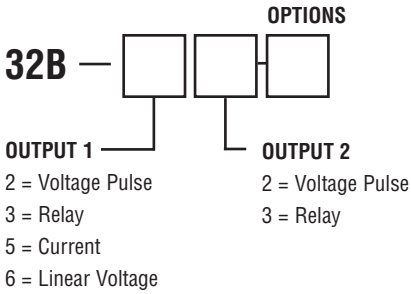 OPTIONS
32B —
OUTPUT 1
2 = Voltage Pulse
3 = Relay
5 = Current
6 = Linear Voltage
OUTPUT 2
2 = Voltage Pulse
3 = Relay